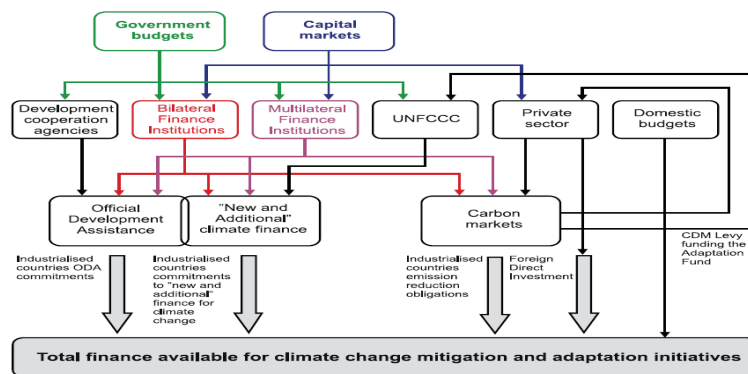 Government
budgets
Capital
markets
Development
cooperation
agencies
Bilateral
Finance
Institutions
Multilateral
Finance
Institutions
UNFCCC
Private
sector
Domestic
budgets
Official
Development
Assistance
"New and
Additional"
climate finance
Carbon
markets
CDM Levy
funding the
Adaptation
Fund
Industrialised
countries ODA
commitments
Industrialised
countries
commitments
to "new and
additional"
finance for
climate
change
Industrialised
countries
emission
reduction
obligations
Foreign
Direct
Investment
Total finance available for climate change mitigation and adaptation initiatives